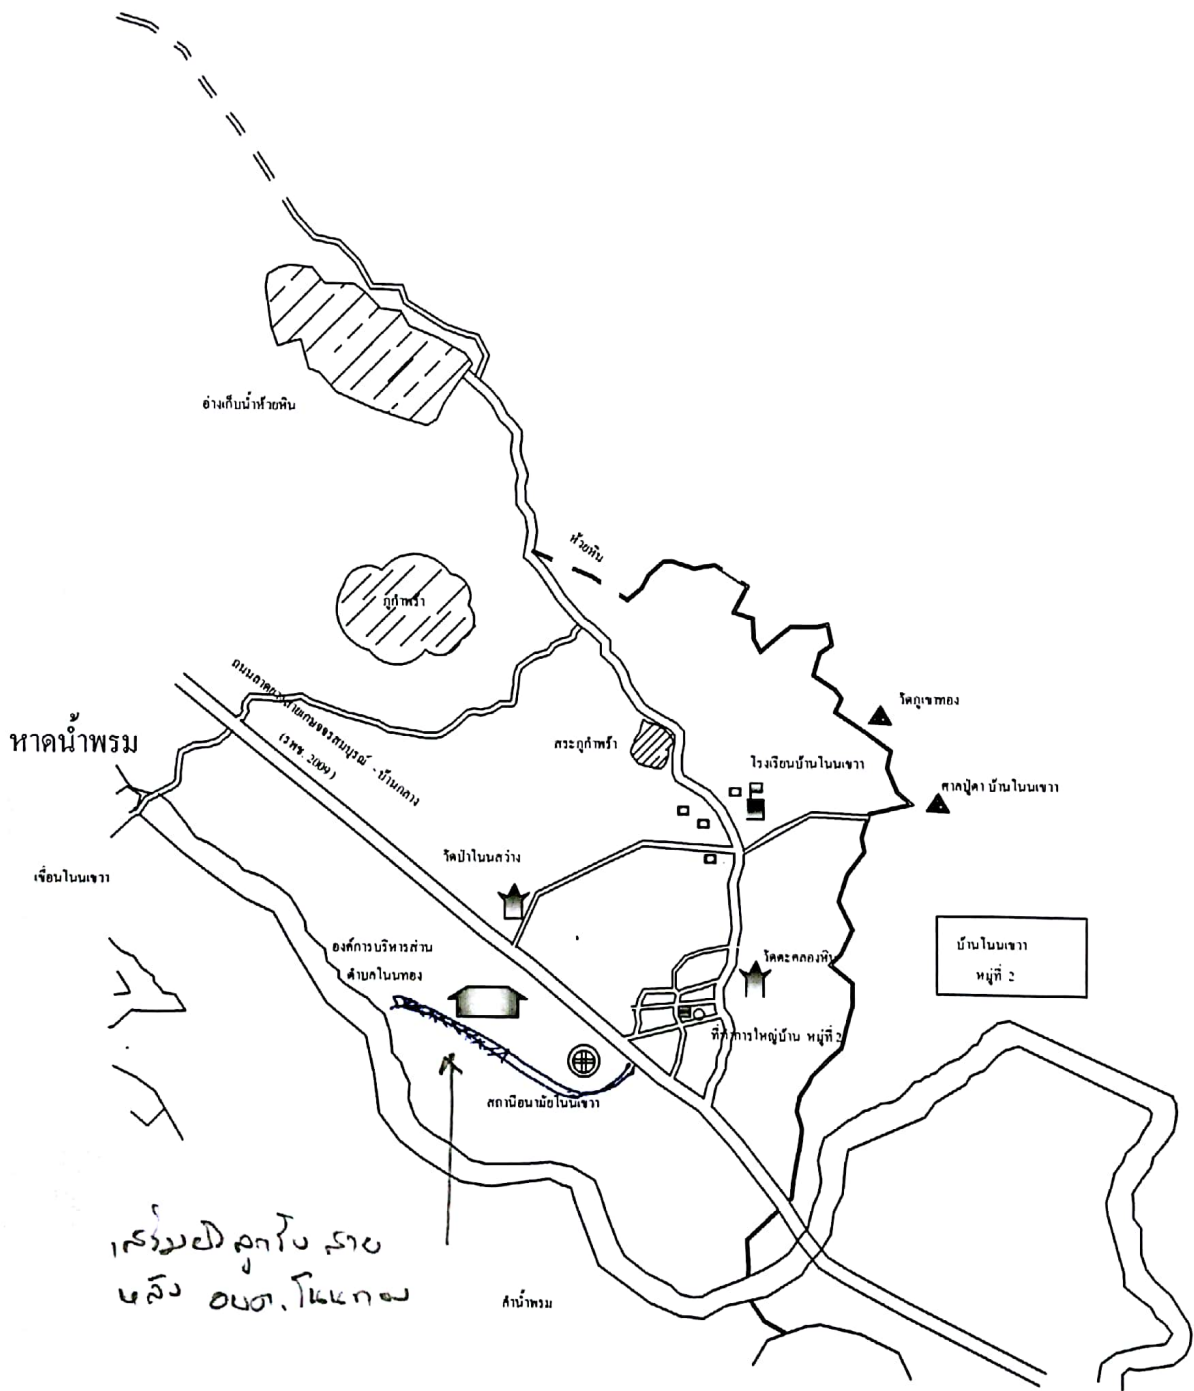 อ่างเก็บน้ำห้วยหิน
ห้วยหิน
ภูกำพร้า
หาดน้ำพรม
(รพช. 2009)
สระภูกำพร้า
วัดภูเขาทอง
โรงเรียนบ้านโนนเขวา
ศาลปู่ตา บ้านโนนเขวา
วัดป่าโนนสว่าง
เขื่อนโนนเขวา
องค์การบริหารส่วน
ตำบลโนนทอง
บ้านโนนเขวา
หมู่ที่ 2
วัดตะคลองหิน
ที่ทำการใหญ่บ้าน หมู่ที่ 2
สถานีอนามัยโนนเขวา
ลูกรัง สาย
หลัง อบต. โนนทอง
ลำน้ำพรม